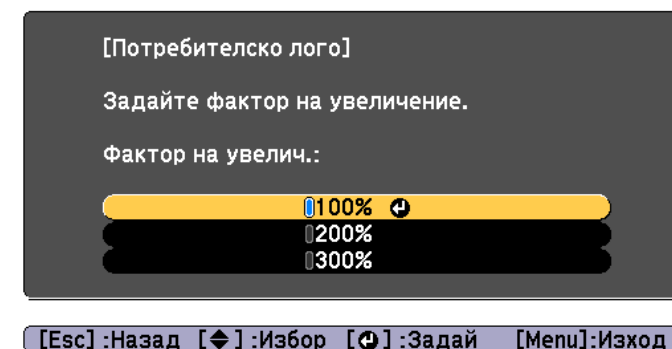 [Потребителско лого]
Задайте фактор на увеличение.
Фактор на увелич.:
100%
200%
300%
[Esc] :Назад [◆] :Избор [⏎] :Задай [Menu]:Изход